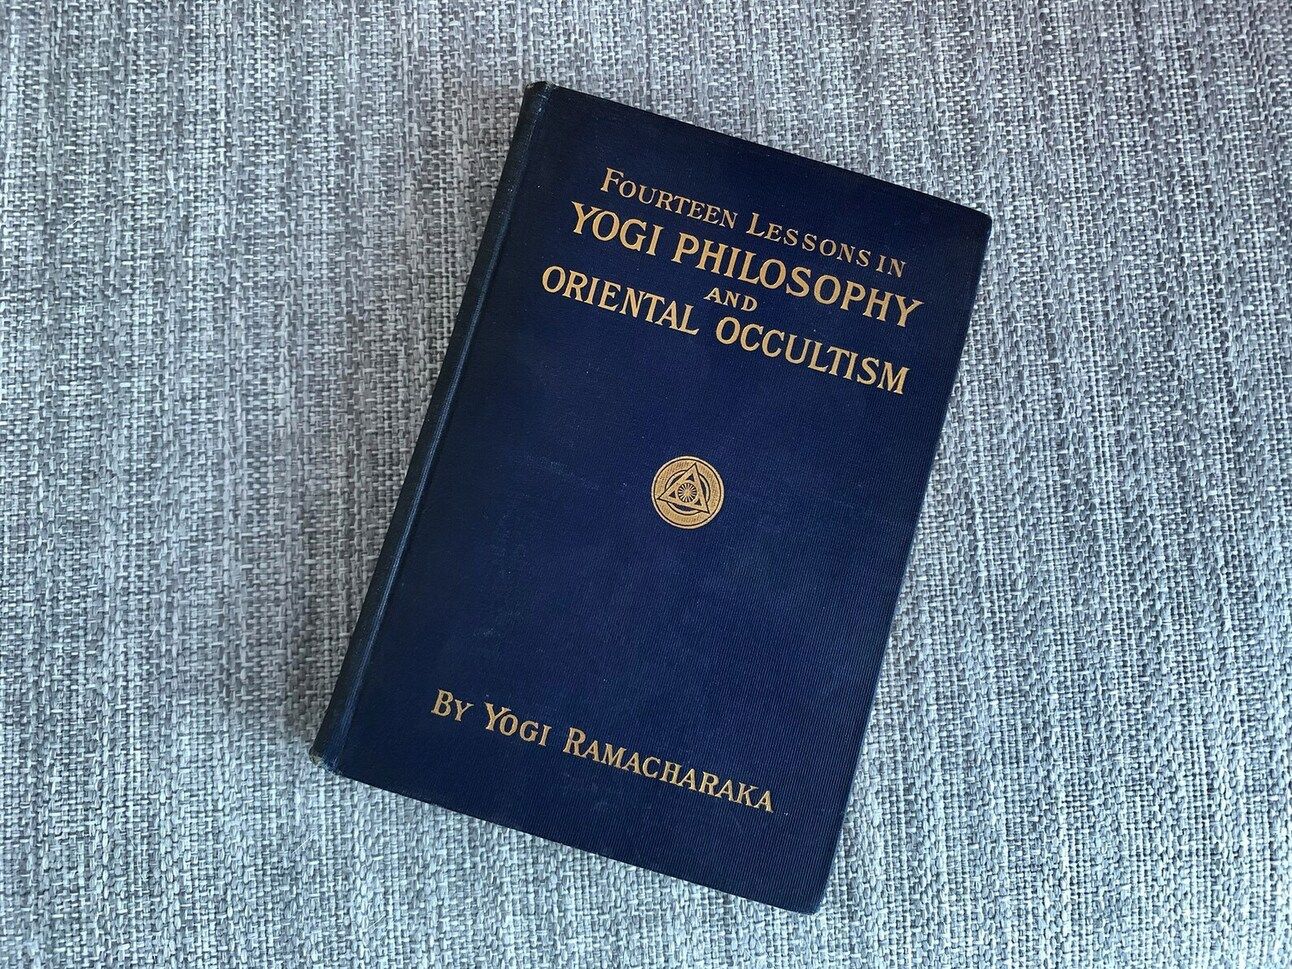 Fourteen Lessons in
YOGI PHILOSOPHY
AND
ORIENTAL OCCULTISM
By Yogi Ramacharaka